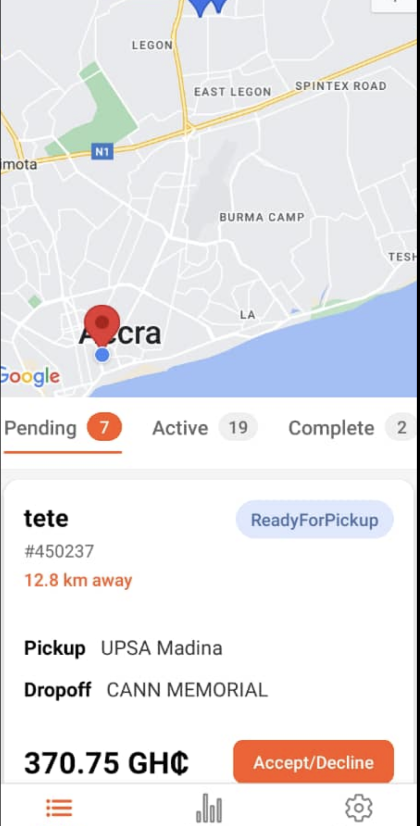 LEGON
EAST LEGON
SPINTEX ROAD
N1
imota
BURMA CAMP
TESH
LA
Accra
Google
Pending 7 Active 19 Complete 2
tete ReadyForPickup
#450237
12.8 km away
Pickup UPSA Madina
Dropoff CANN MEMORIAL
370.75 GH₵ Accept/Decline